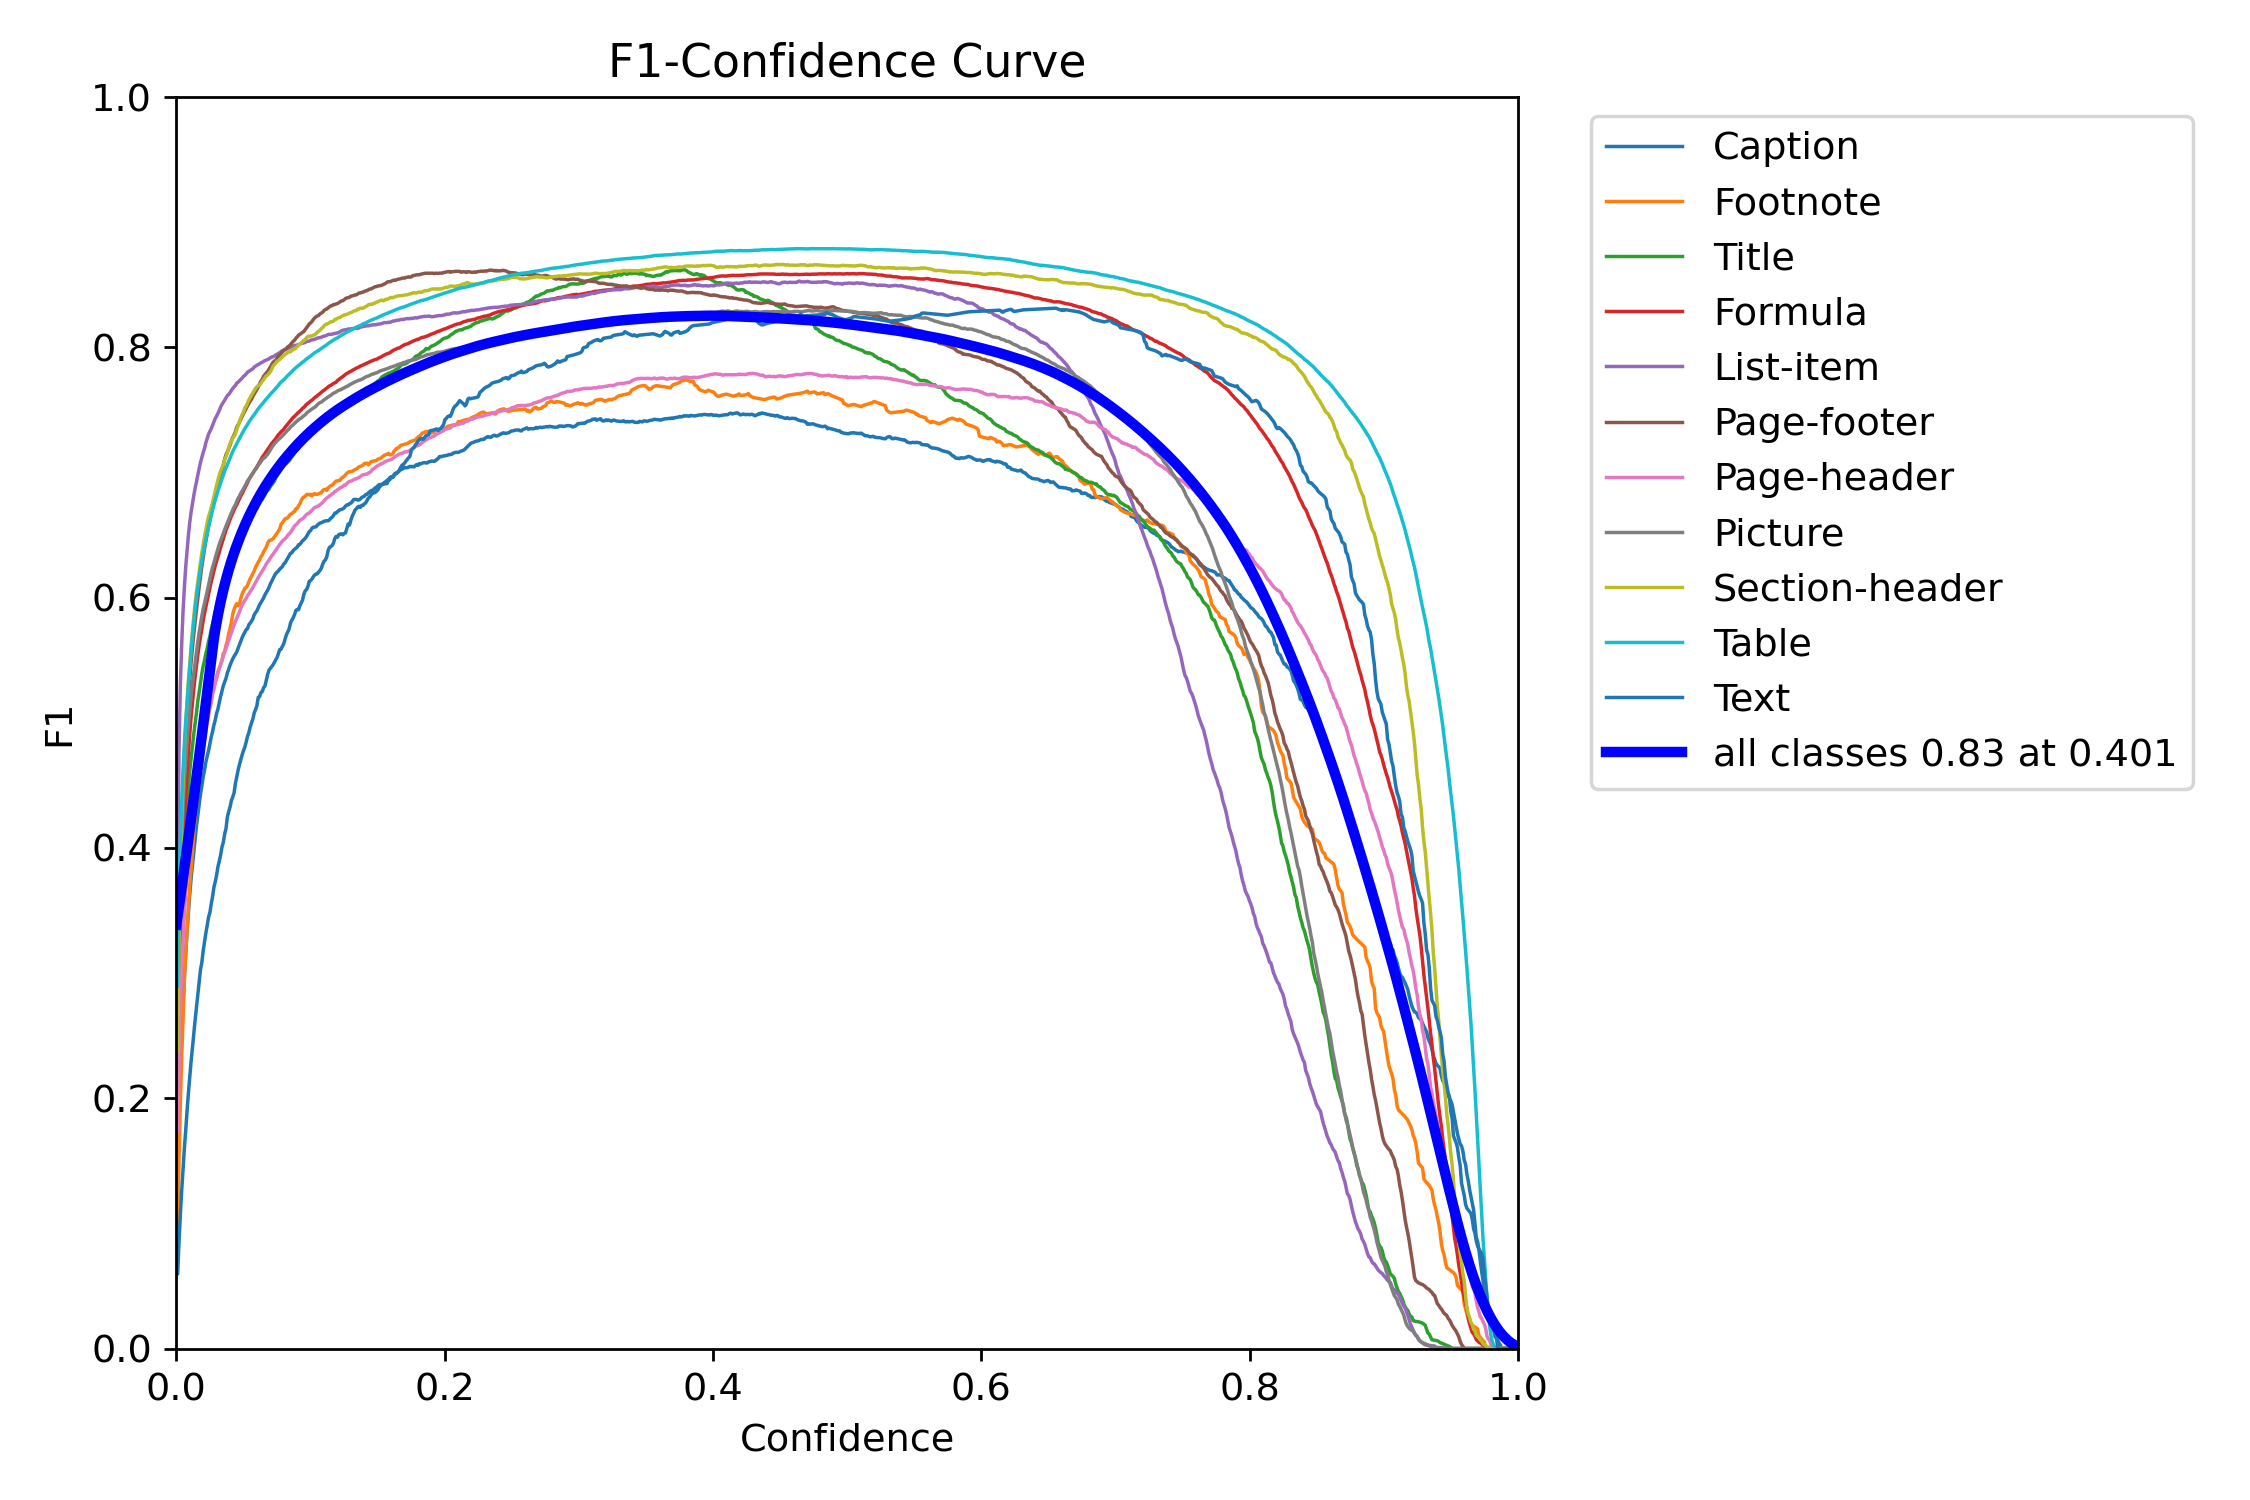 F1-Confidence Curve
1.0
0.8
0.6
0.4
0.2
0.0
F1
0.0 0.2 0.4 0.6 0.8 1.0
Confidence
Caption
Footnote
Title
Formula
List-item
Page-footer
Page-header
Picture
Section-header
Table
Text
all classes 0.83 at 0.401